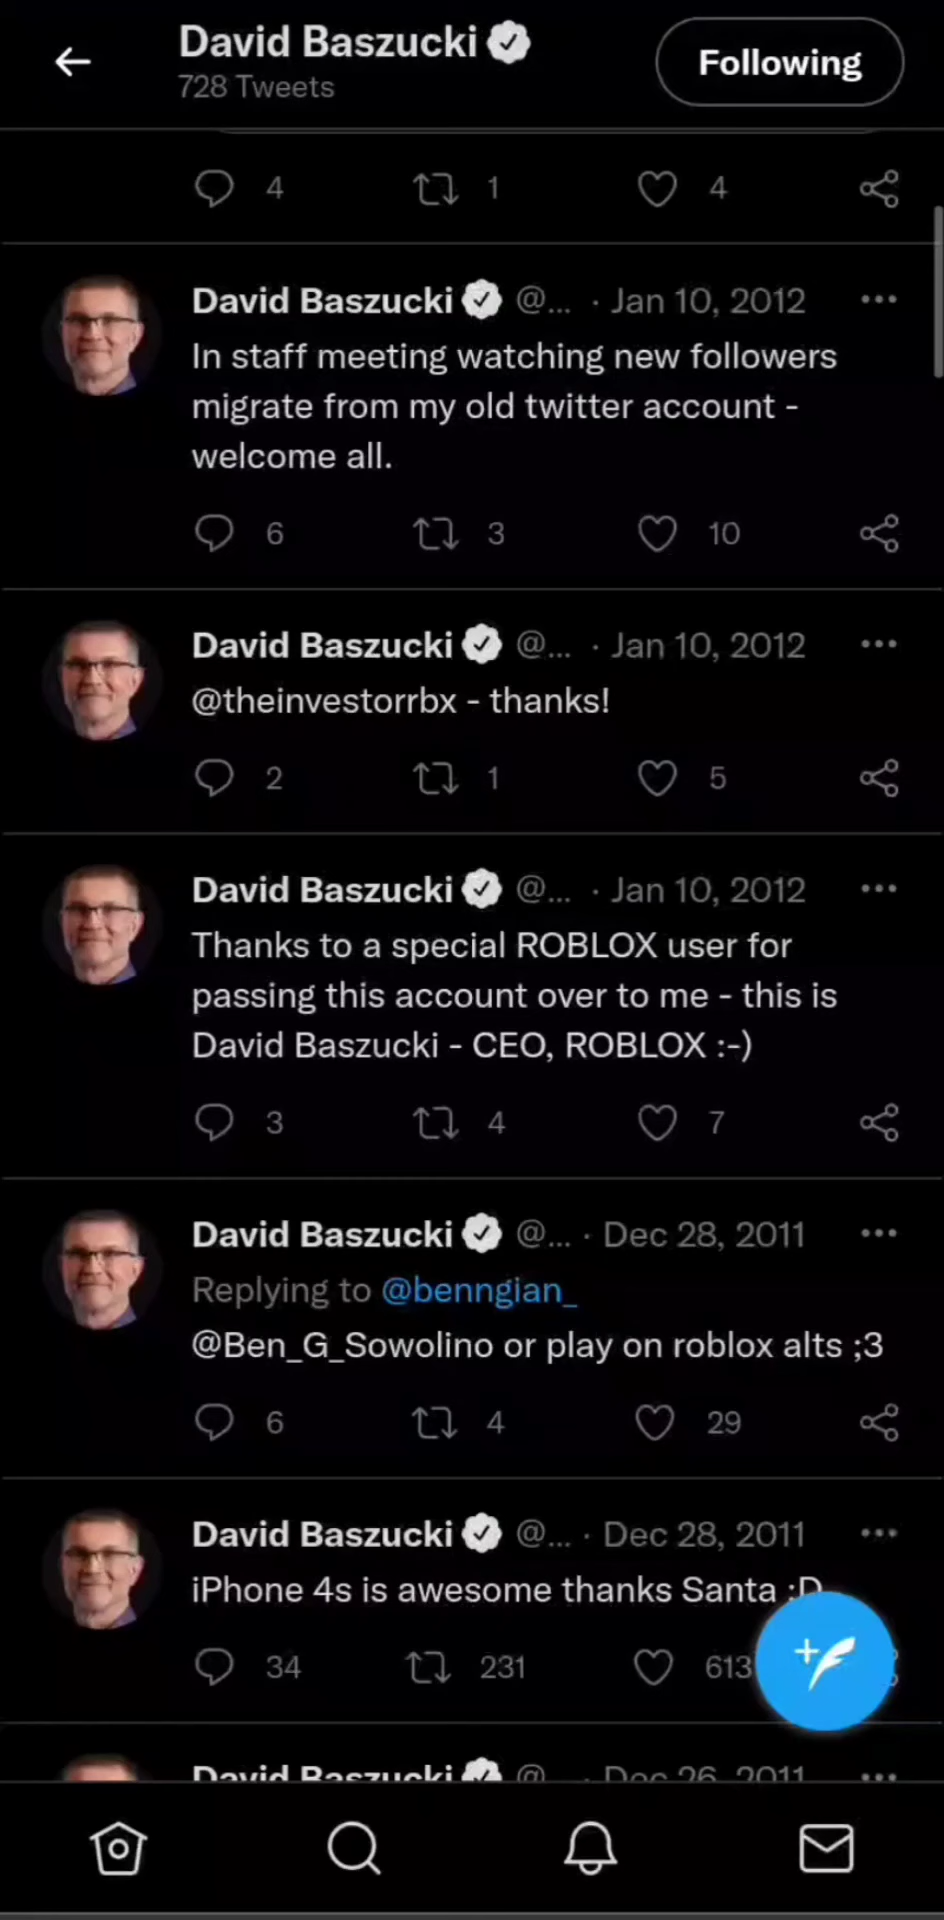 David Baszucki
Following
728 Tweets
4 1 4
David Baszucki @... · Jan 10, 2012
In staff meeting watching new followers
migrate from my old twitter account -
welcome all.
6 3 10
David Baszucki @... · Jan 10, 2012
@theinvestorrbx - thanks!
2 1 5
David Baszucki @... · Jan 10, 2012
Thanks to a special ROBLOX user for
passing this account over to me - this is
David Baszucki - CEO, ROBLOX :-)
3 4 7
David Baszucki @... · Dec 28, 2011
Replying to @benngian_
@Ben_G_Sowolino or play on roblox alts ;3
6 4 29
David Baszucki @... · Dec 28, 2011
iPhone 4s is awesome thanks Santa :D
34 231 613
David Baszucki @... · Dec 26, 2011